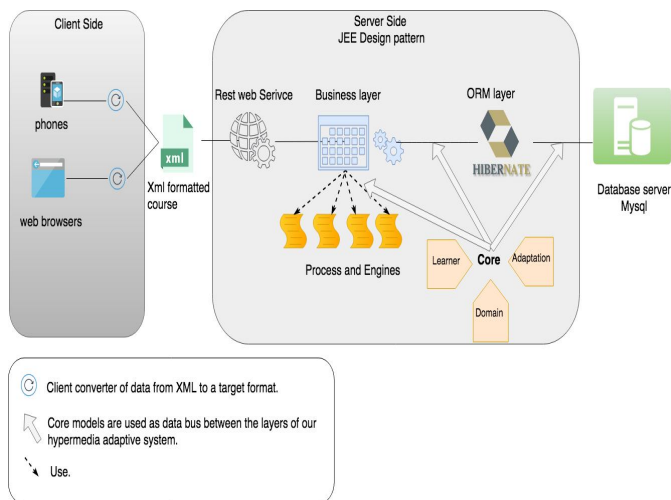 Client Side
Server Side
JEE Design pattern
phones
web browsers
xml
Xml formatted
course
Rest web Serivce
Business layer
ORM layer
HIBERNATE
Process and Engines
Learner
Core
Adaptation
Domain
Database server
Mysql
Client converter of data from XML to a target format.
Core models are used as data bus between the layers of our
hypermedia adaptive system.
Use.